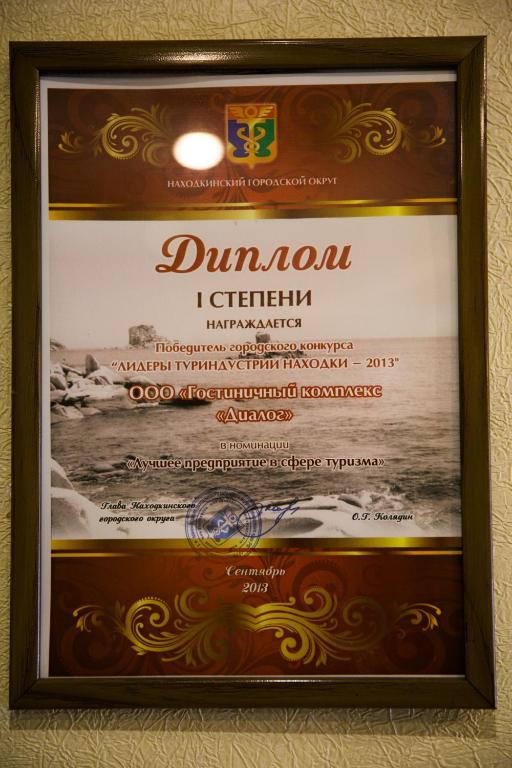 НАХОДКИНСКИЙ ГОРОДСКОЙ ОКРУГ
Диплом
I СТЕПЕНИ
НАГРАЖДАЕТСЯ
Победитель городского конкурса
"ЛИДЕРЫ ТУРИНДУСТРИИ НАХОДКИ – 2013"
ООО «Гостиничный комплекс
«Диалог»
в номинации
«Лучшее предприятие в сфере туризма»
Глава Находкинского
городского округа
О.Г. Колядин
Сентябрь
2013